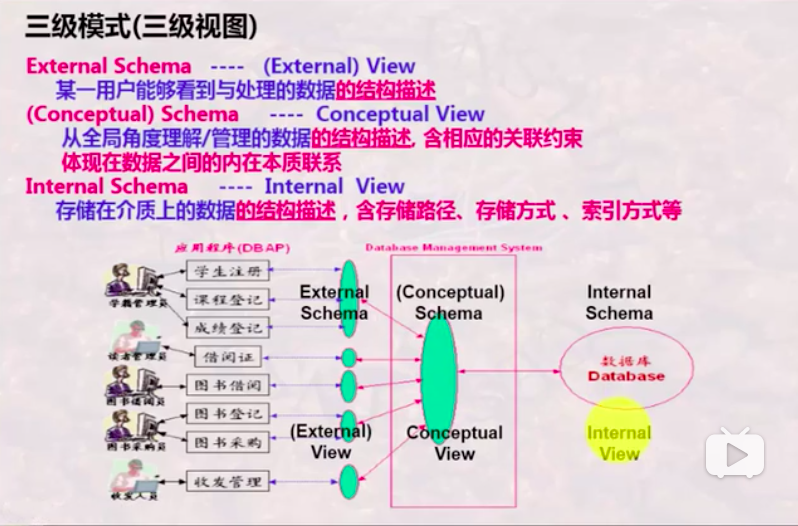 三级模式(三级视图)
External Schema ---- (External) View
某一用户能够看到与处理的数据的结构描述
(Conceptual) Schema ---- Conceptual View
从全局角度理解/管理的数据的结构描述, 含相应的关联约束
体现在数据之间的内在本质联系
Internal Schema ---- Internal View
存储在介质上的数据的结构描述，含存储路径、存储方式 、索引方式等
应用程序(DBAP)
Database Management System
学生注册
课程登记
学籍管理员
成绩登记
借阅证
读者管理员
图书借阅
图书借阅员
图书登记
图书采购
图书采购员
收发管理
收发人员
External
Schema
(Conceptual)
Schema
Internal
Schema
数据库
Database
(External)
View
Conceptual
View
Internal
View